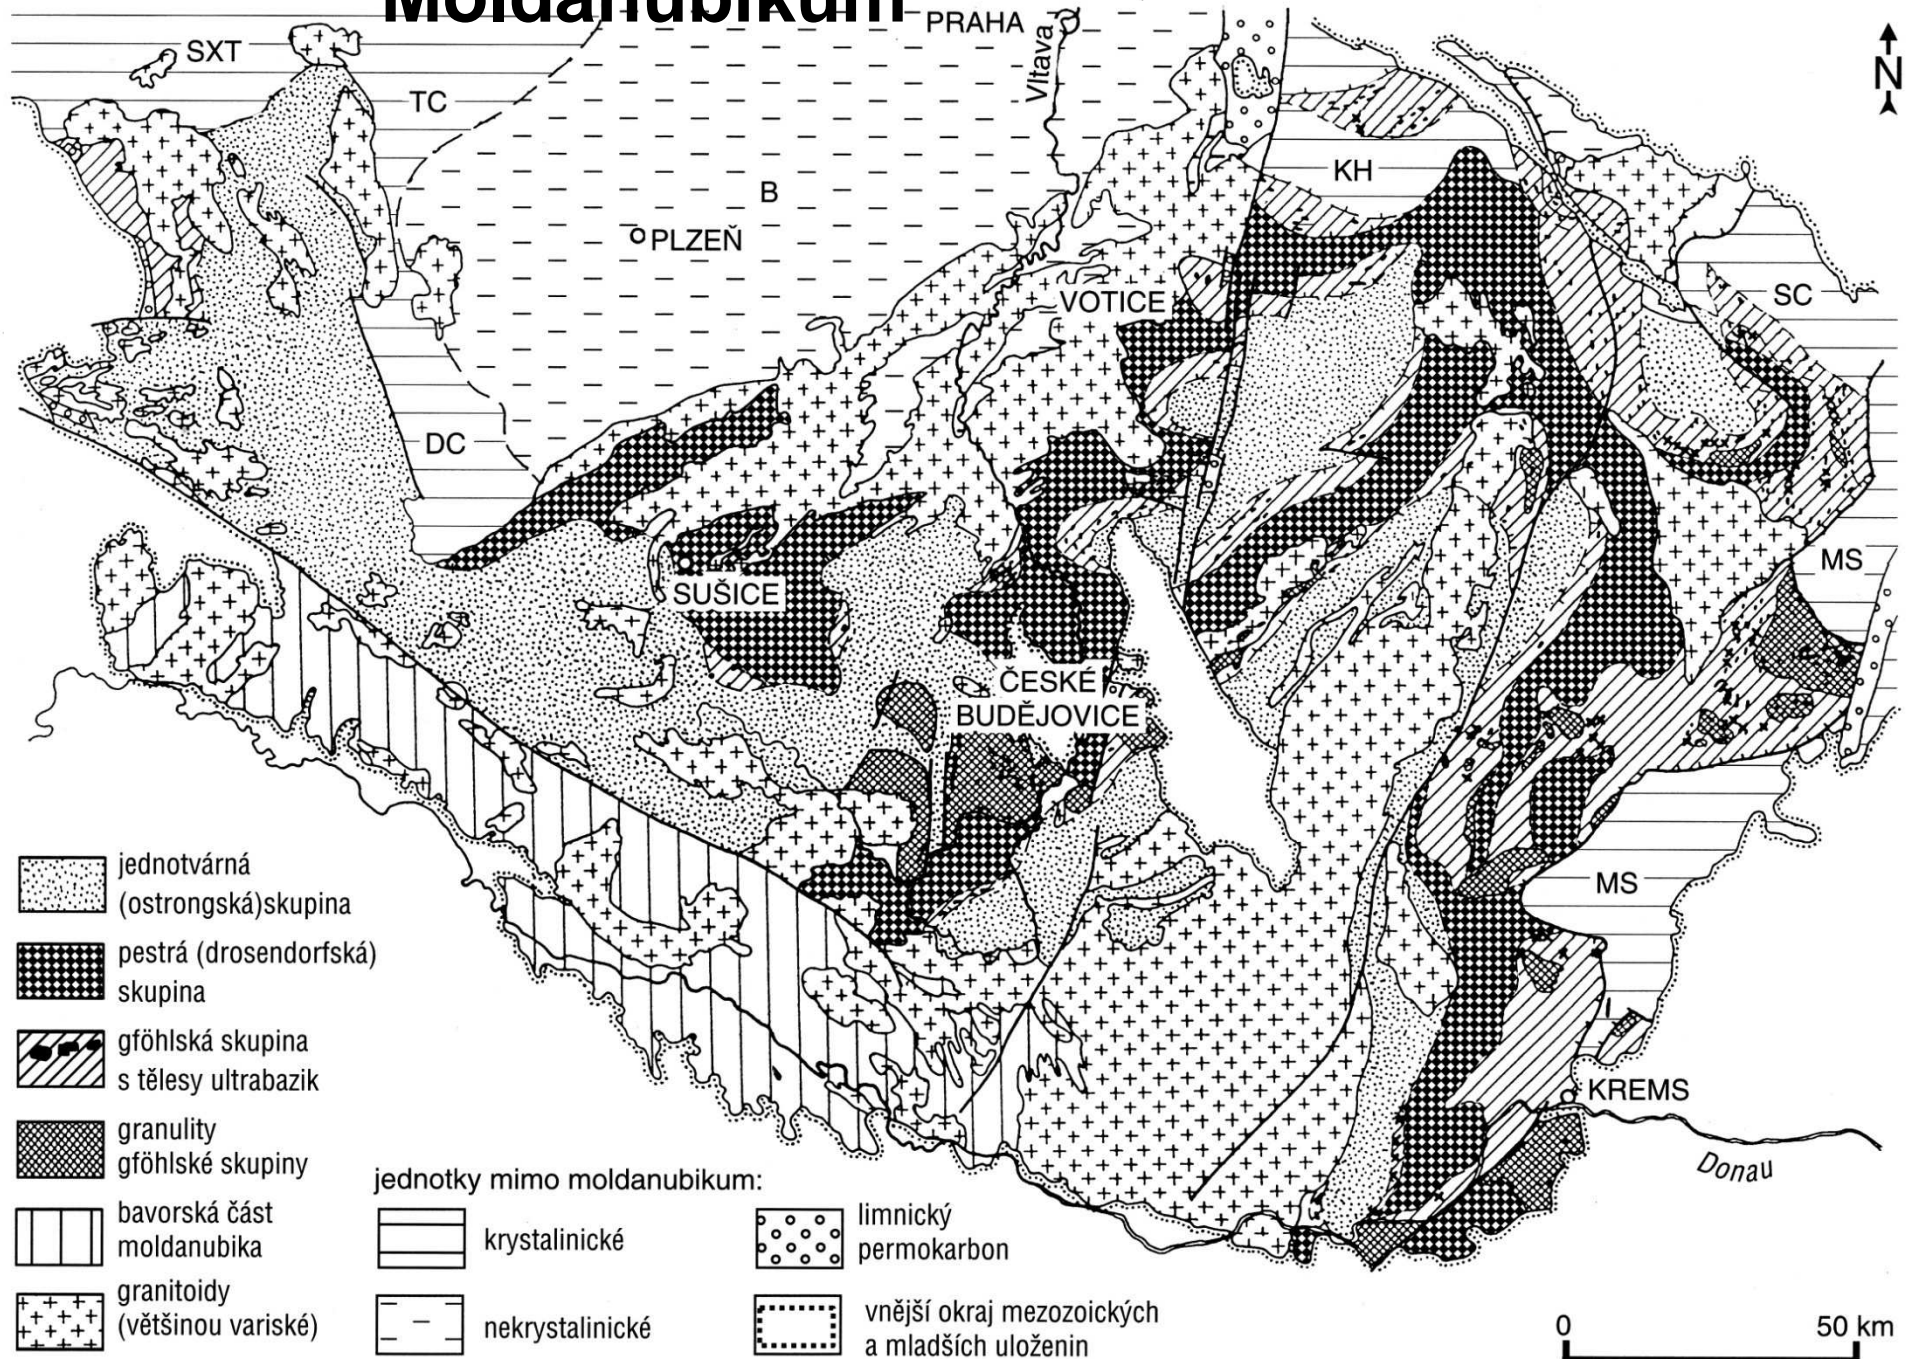 Moldanubikum
PRAHA
SXT
Vltava
N
TC
KH
B
PLZEŇ
VOTICE
SC
DC
MS
SUŠICE
ČESKÉ
BUDĚJOVICE
MS
KREMS
Donau
jednotvárná
(ostrongská)skupina
pestrá (drosendorfská)
skupina
gföhlská skupina
s tělesy ultrabazik
granulity
gföhlské skupiny
bavorská část
moldanubika
granitoidy
(většinou variské)
jednotky mimo moldanubikum:
krystalinické
nekrystalinické
limnický
permokarbon
vnější okraj mezozoických
a mladších uloženin
0 50 km